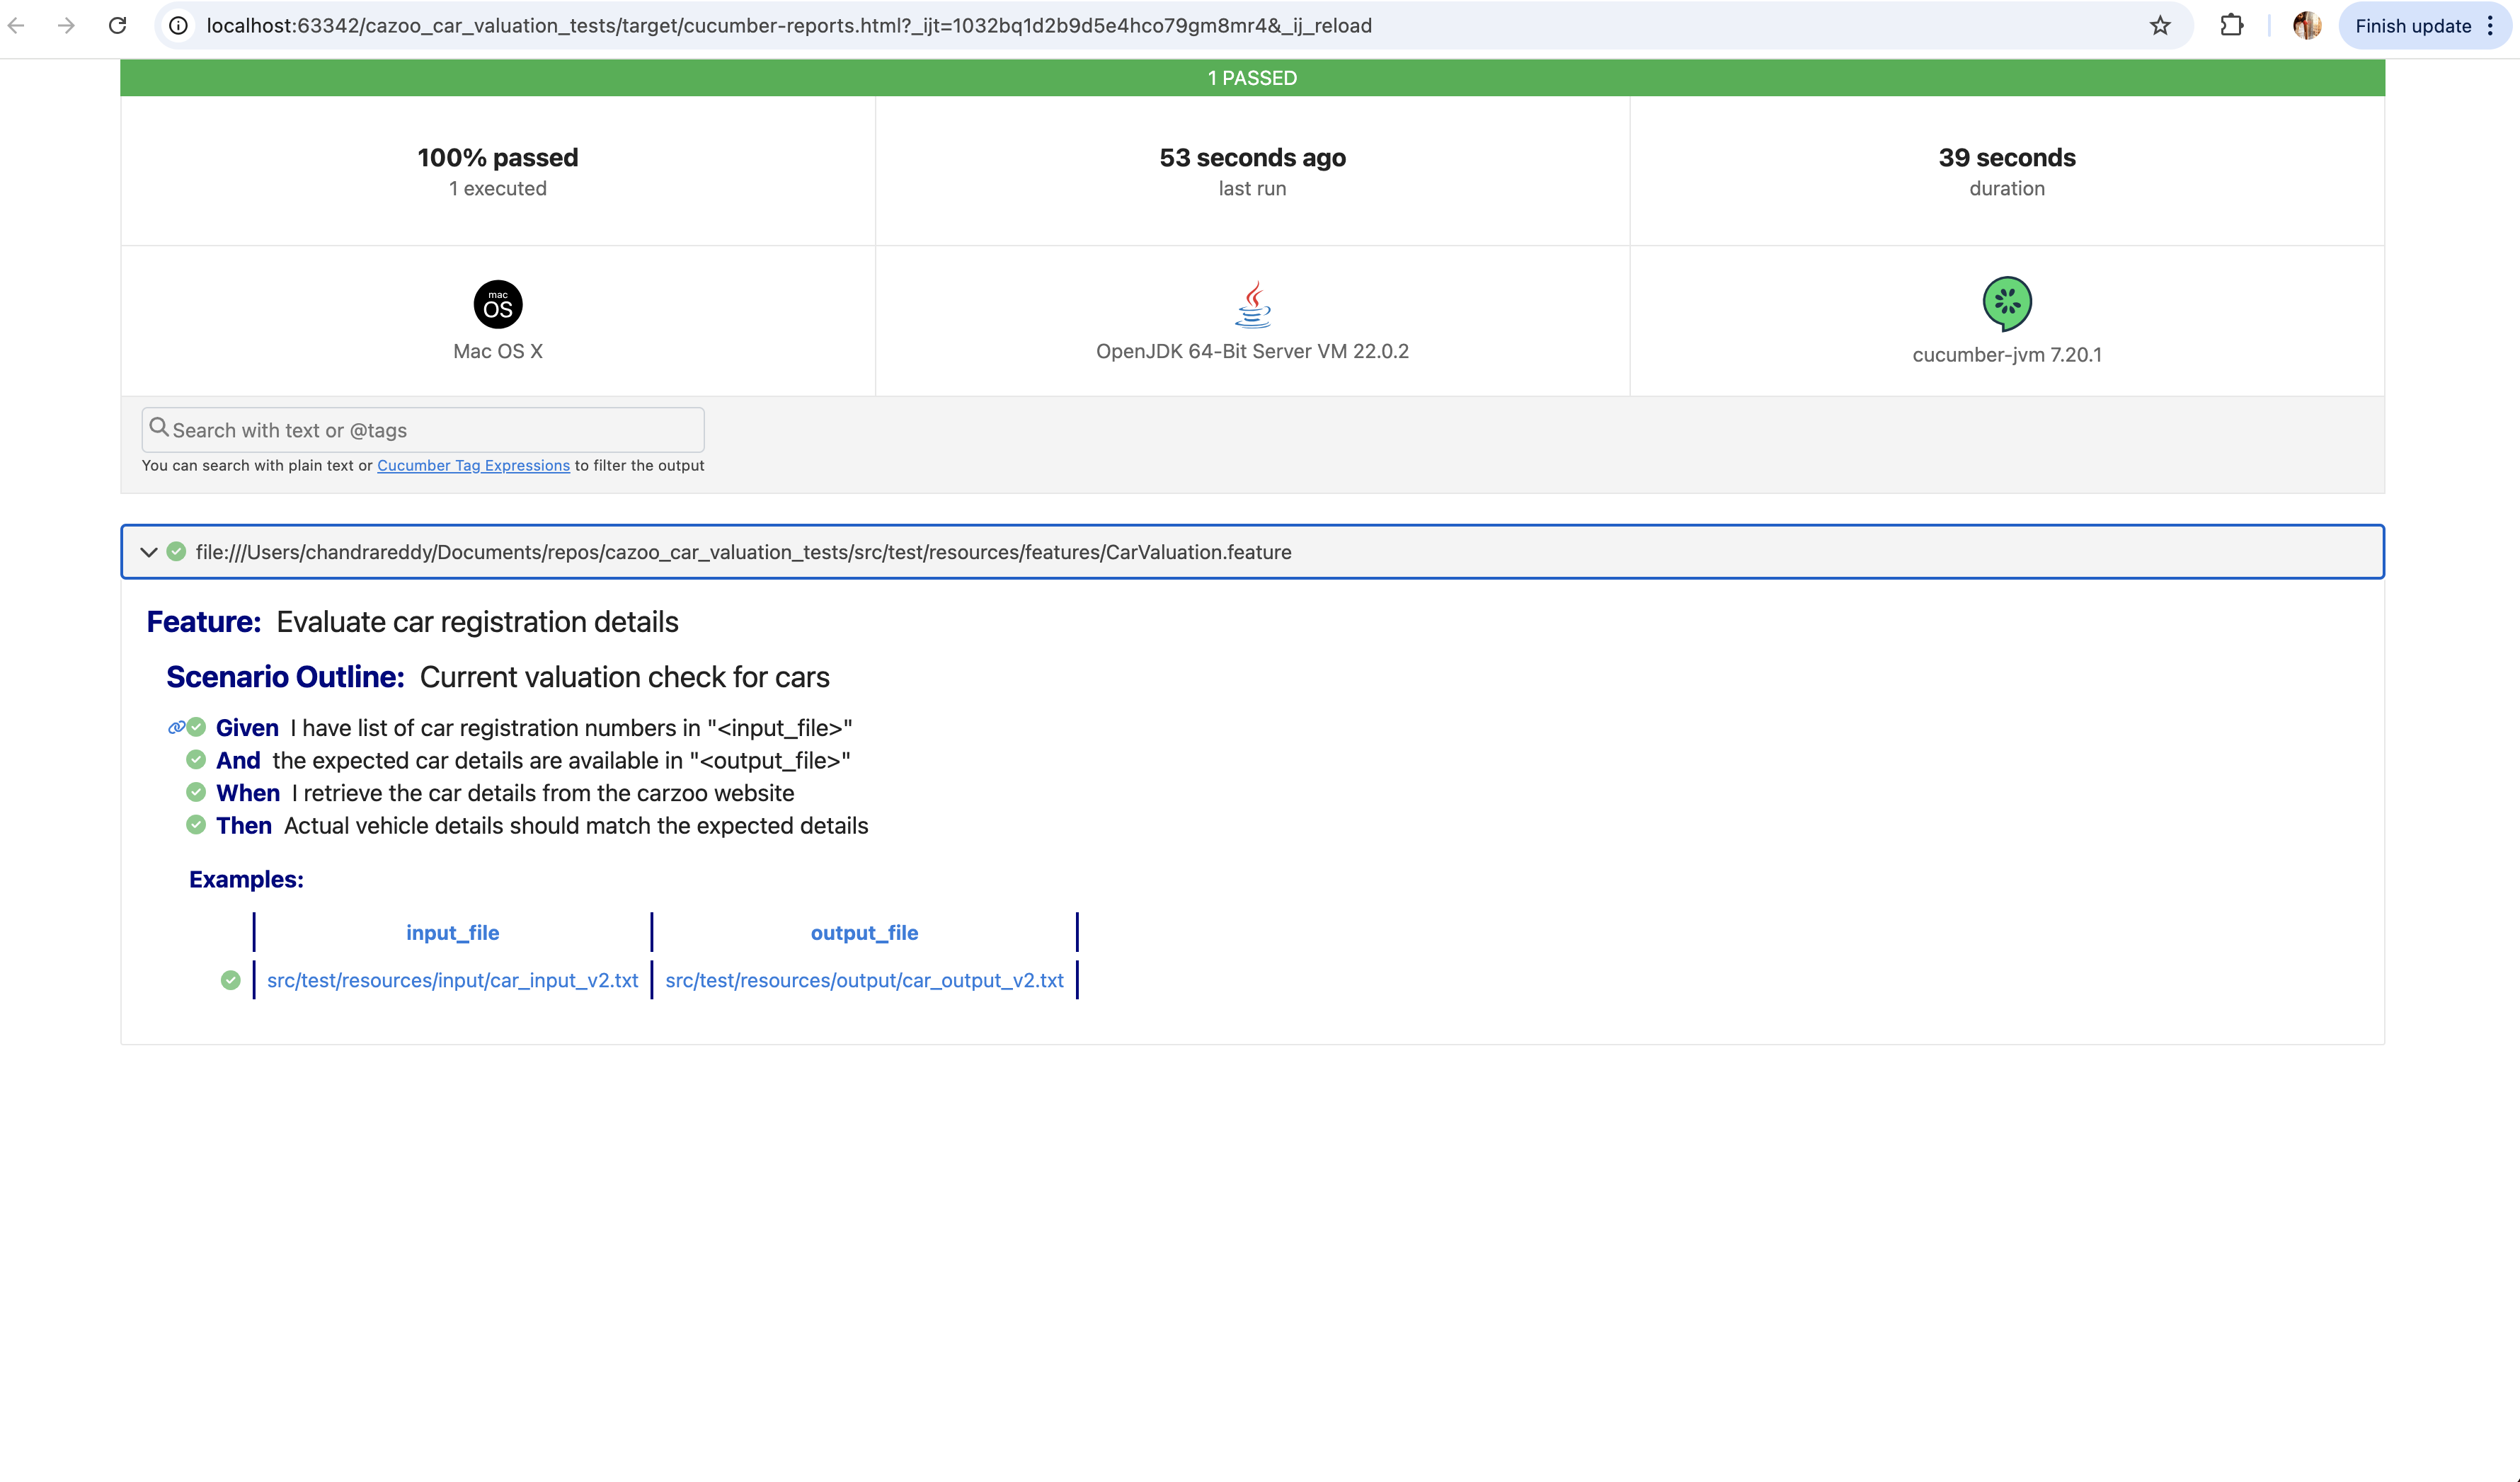 localhost:63342/cazoo_car_valuation_tests/target/cucumber-reports.html?_ijt=1032bq1d2b9d5e4hco79gm8mr4&_ij_reload
Finish update
1 PASSED
100% passed
1 executed
53 seconds ago
last run
39 seconds
duration
mac
OS
Mac OS X
OpenJDK 64-Bit Server VM 22.0.2
cucumber-jvm 7.20.1
Search with text or @tags
You can search with plain text or Cucumber Tag Expressions to filter the output
file:///Users/chandrareddy/Documents/repos/cazoo_car_valuation_tests/src/test/resources/features/CarValuation.feature
Feature: Evaluate car registration details
Scenario Outline: Current valuation check for cars
Given I have list of car registration numbers in "<input_file>"
And the expected car details are available in "<output_file>"
When I retrieve the car details from the carzoo website
Then Actual vehicle details should match the expected details
Examples:
input_file output_file
src/test/resources/input/car_input_v2.txt src/test/resources/output/car_output_v2.txt